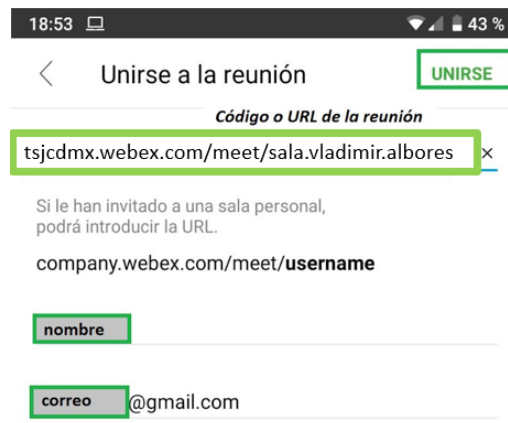 18:53 43 %
Unirse a la reunión UNIRSE
Código o URL de la reunión
tsjcdmx.webex.com/meet/sala.vladimir.albores ×
Si le han invitado a una sala personal,
podrá introducir la URL.
company.webex.com/meet/username
nombre
correo @gmail.com